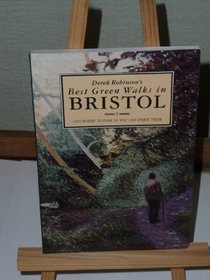 Derek Robinson's
Best Green Walks in
BRISTOL
AND WHERE TO PARK SO YOU CAN ENJOY THEM